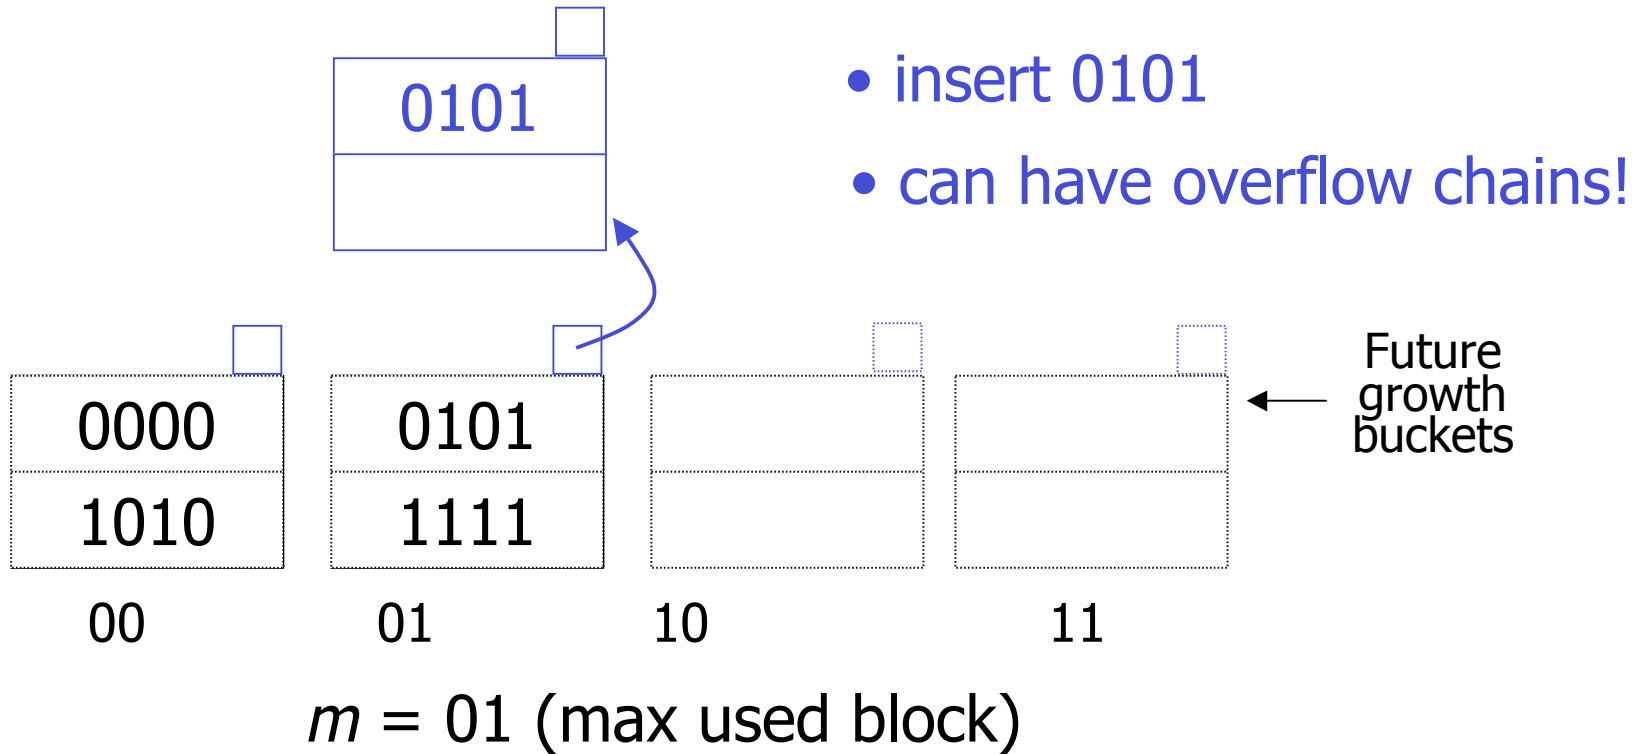 0101
• insert 0101
• can have overflow chains!
0000
1010
0101
1111
Future
growth
buckets
00
01
10
11
m = 01 (max used block)